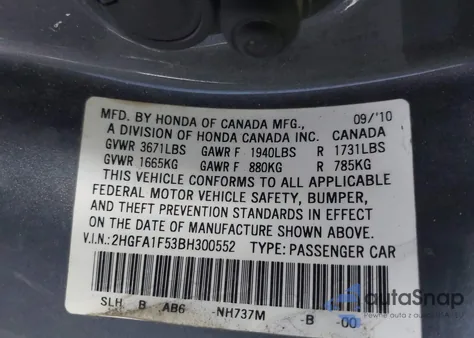 MFD. BY HONDA OF CANADA MFG., 09/'10
A DIVISION OF HONDA CANADA INC. CANADA
GVWR 3671LBS GAWR F 1940LBS R 1731LBS
GVWR 1665KG GAWR F 880KG R 785KG
THIS VEHICLE CONFORMS TO ALL APPLICABLE
FEDERAL MOTOR VEHICLE SAFETY, BUMPER,
AND THEFT PREVENTION STANDARDS IN EFFECT
ON THE DATE OF MANUFACTURE SHOWN ABOVE.
V.I.N.: 2HGFA1F53BH300552 TYPE: PASSENGER CAR
SLH B AB6 -NH737M -B -00
autoSnap